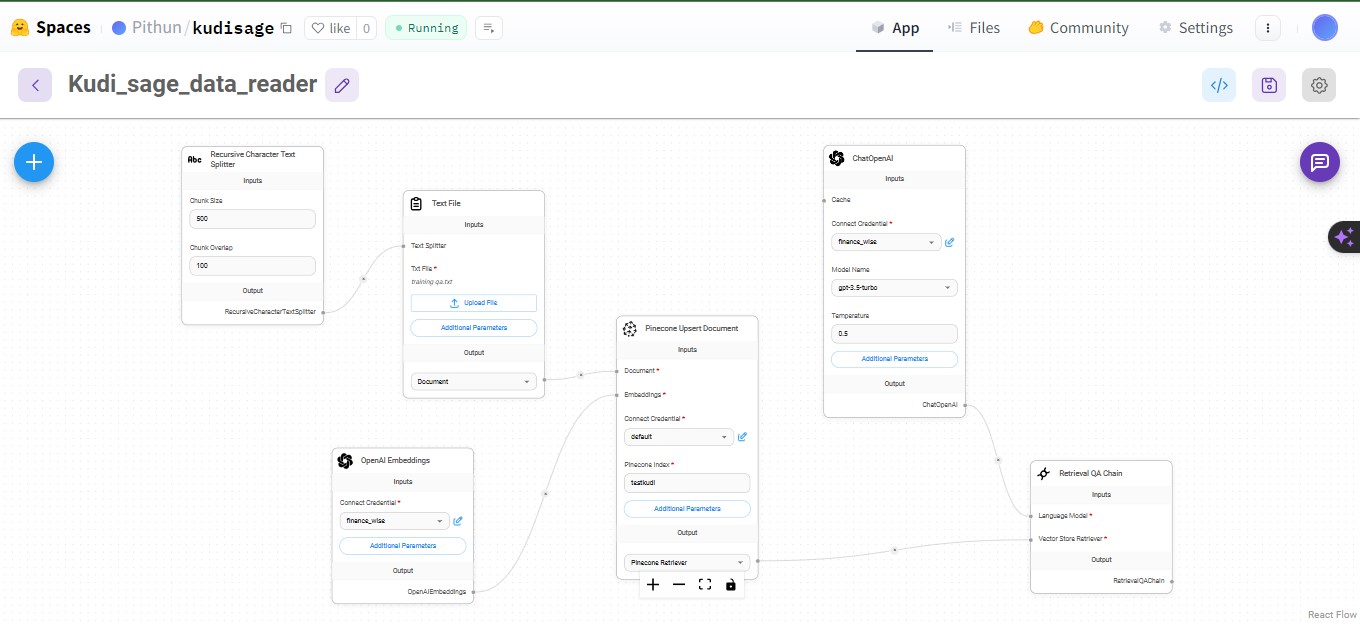 Spaces
Pithun/kudisage
like 0
Running
App
Files
Community
Settings
Kudi_sage_data_reader
Abc
Recursive Character Text
Splitter
Inputs
Chunk Size
500
Chunk Overlap
100
Output
RecursiveCharacterTextSplitter
Text File
Inputs
Text Splitter
Txt File *
training-qa.txt
Upload File
Additional Parameters
Output
Document
OpenAI Embeddings
Inputs
Connect Credential *
finance_wise
Additional Parameters
Output
OpenAIEmbeddings
Pinecone Upsert Document
Inputs
Document *
Embeddings *
Connect Credential *
default
Pinecone Index *
testkudi
Additional Parameters
Output
Pinecone Retriever
ChatOpenAI
Inputs
Cache
Connect Credential *
finance_wise
Model Name
gpt-3.5-turbo
Temperature
0.5
Additional Parameters
Output
ChatOpenAI
Retrieval QA Chain
Inputs
Language Model *
Vector Store Retriever *
Output
RetrievalQAChain
React Flow